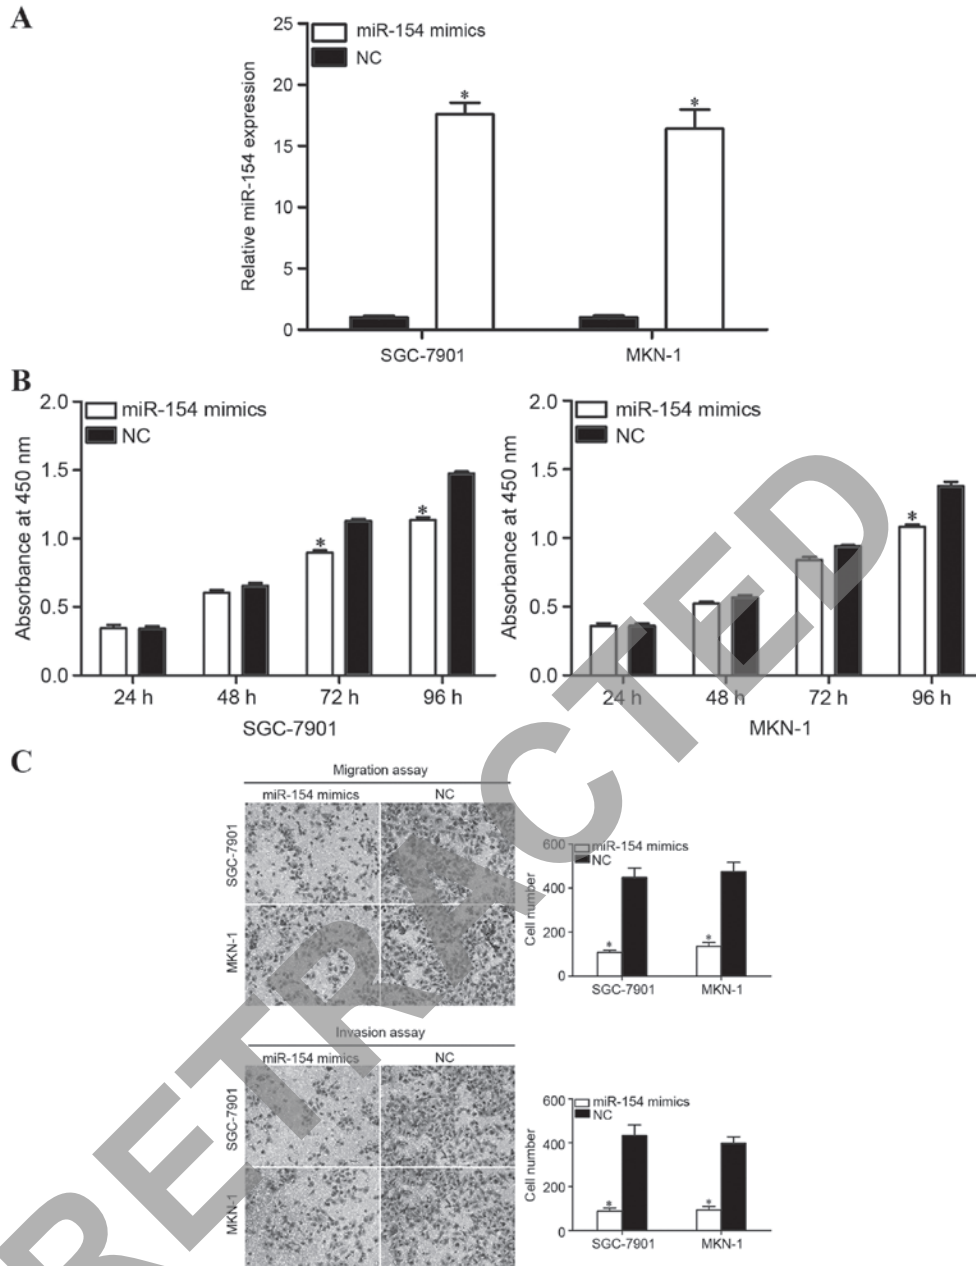 A
25
20
15
10
5
0
Relative miR-154 expression
miR-154 mimics
NC
*
*
SGC-7901
MKN-1
B
2.0
1.5
1.0
0.5
0.0
Absorbance at 450 nm
miR-154 mimics
NC
*
*
24 h
48 h
72 h
96 h
SGC-7901
2.0
1.5
1.0
0.5
0.0
Absorbance at 450 nm
miR-154 mimics
NC
*
24 h
48 h
72 h
96 h
MKN-1
C
Migration assay
miR-154 mimics
NC
SGC-7901
MKN-1
600
400
200
0
Cell number
miR-154 mimics
NC
*
*
SGC-7901
MKN-1
Invasion assay
miR-154 mimics
NC
SGC-7901
MKN-1
600
400
200
0
Cell number
miR-154 mimics
NC
*
*
SGC-7901
MKN-1
RETRACTED